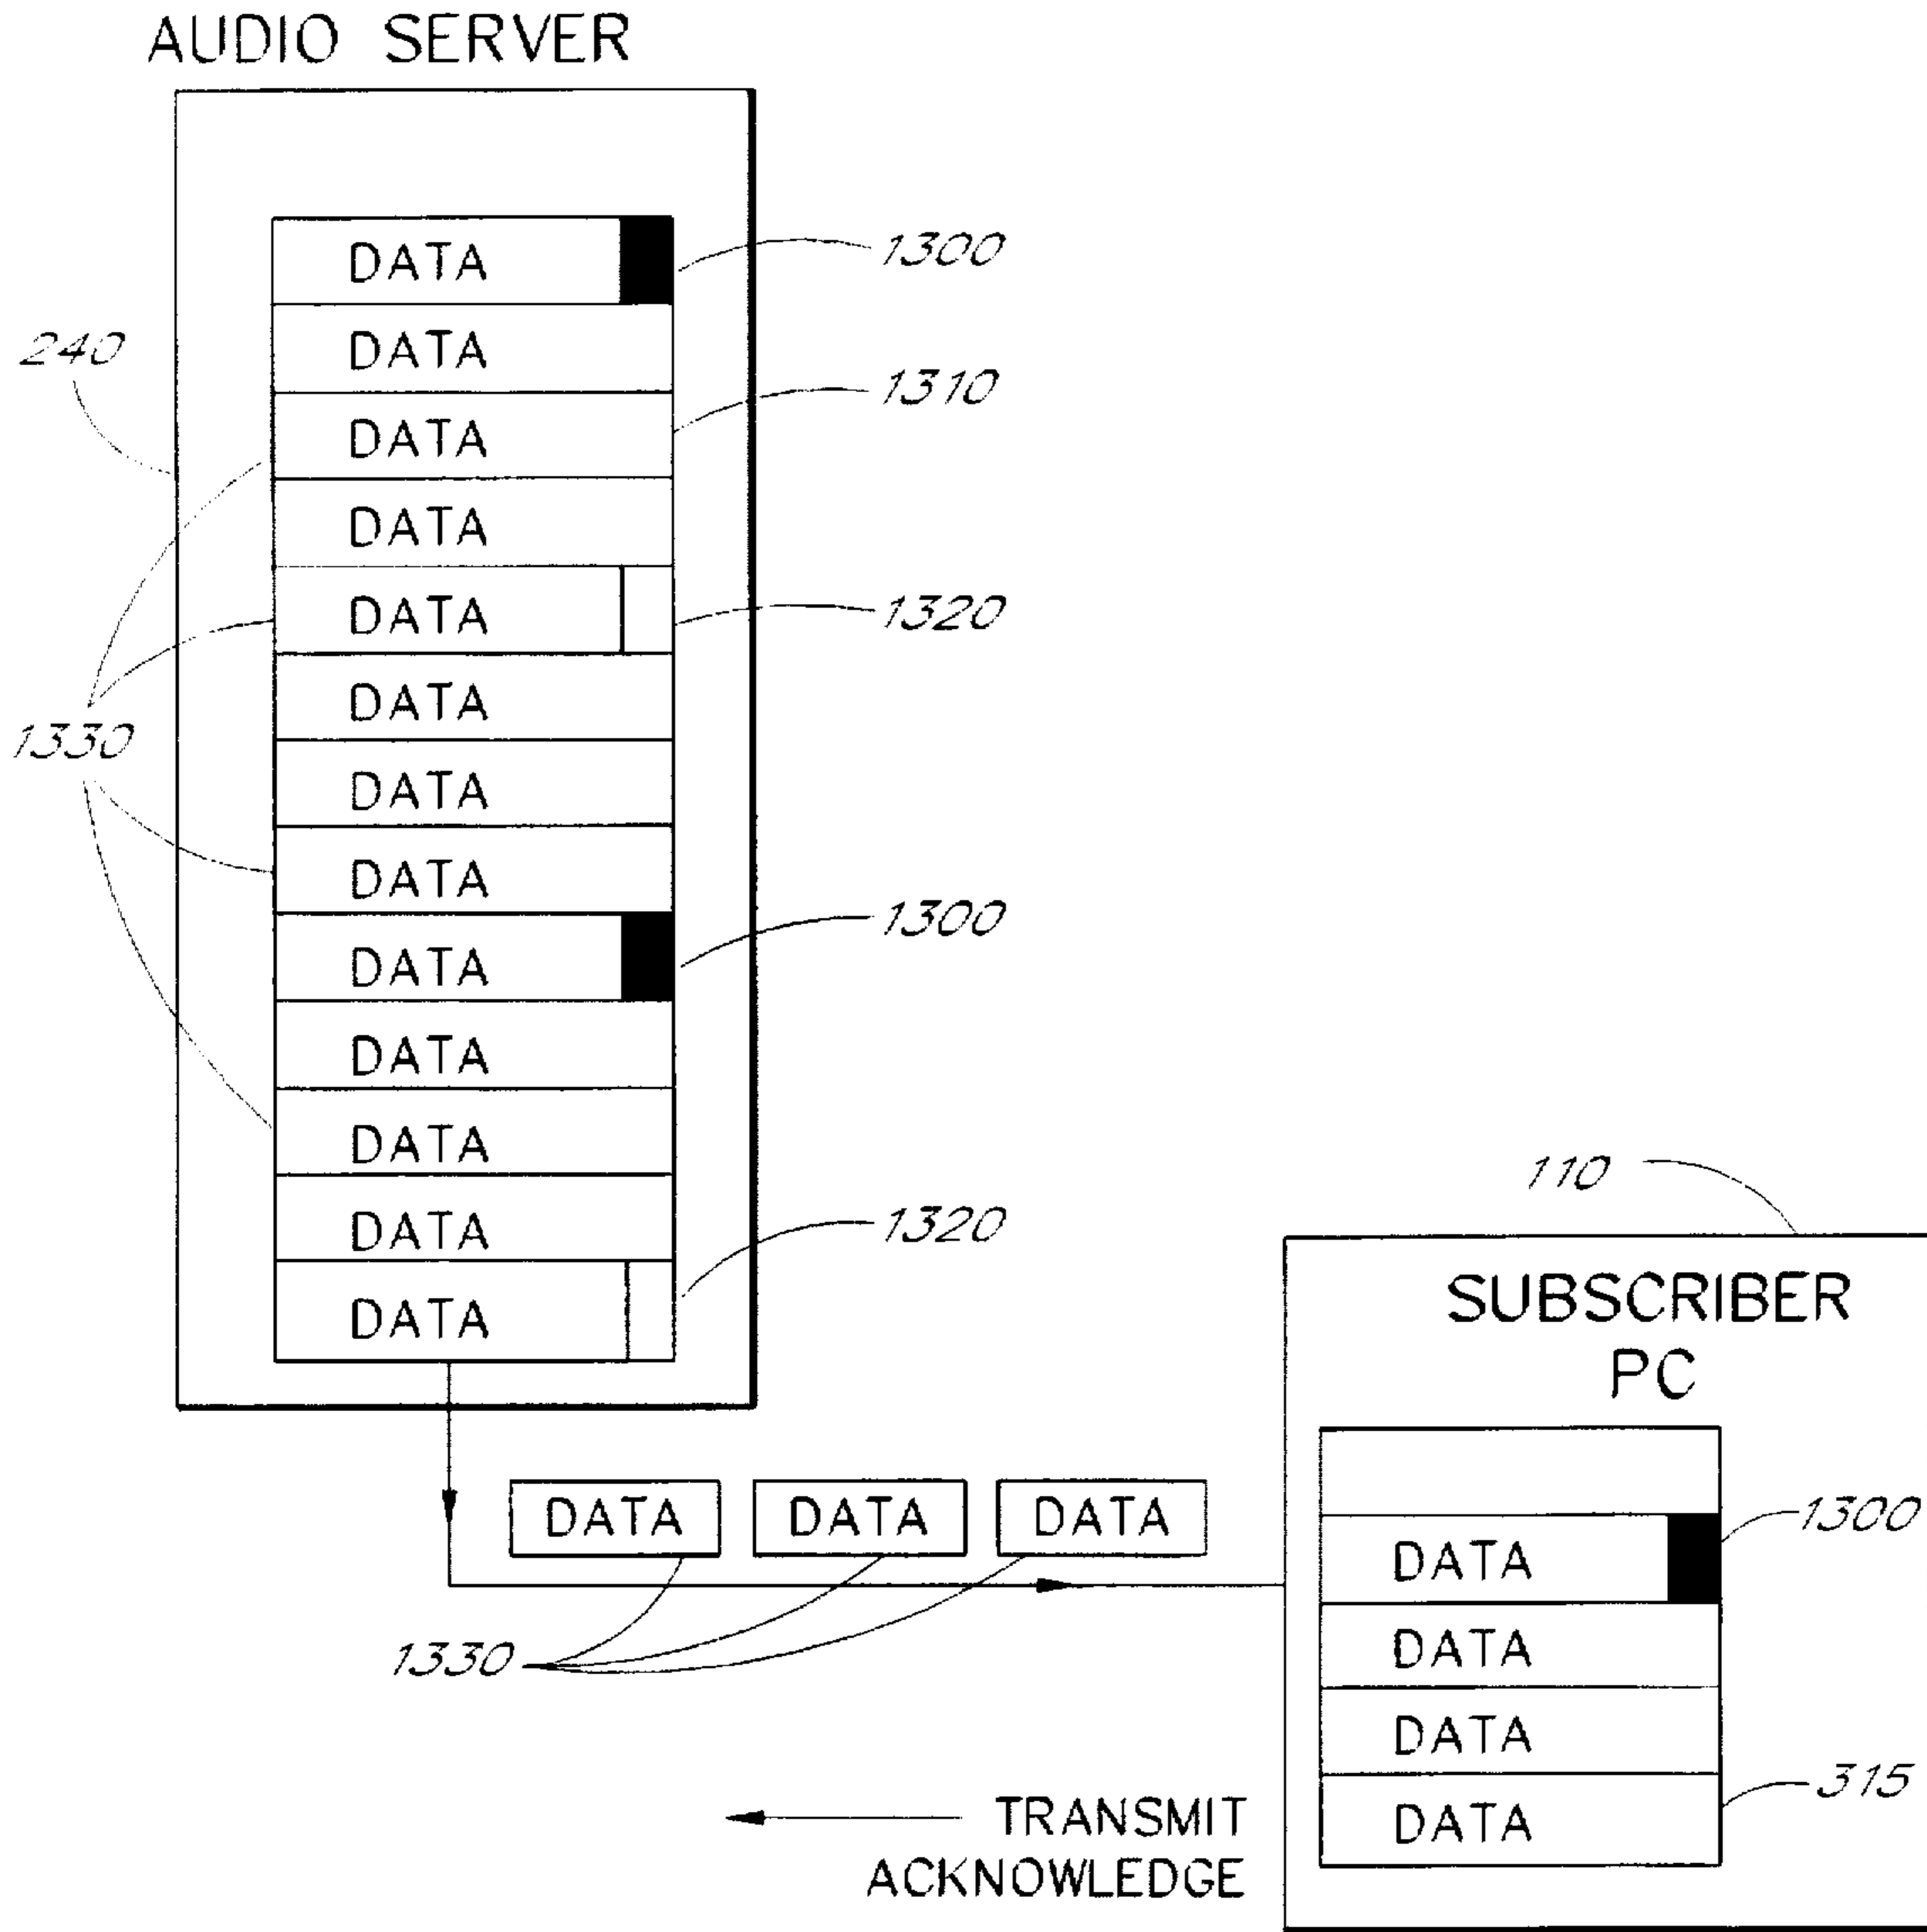 AUDIO SERVER
DATA
1300
DATA
240
1310
DATA
DATA
DATA
1320
DATA
1330
DATA
DATA
1300
DATA
DATA
DATA
110
DATA
1320
SUBSCRIBER
DATA
PC
DATA DATA DATA
1300
DATA
DATA
1330
DATA
315
TRANSMIT
DATA
ACKNOWLEDGE